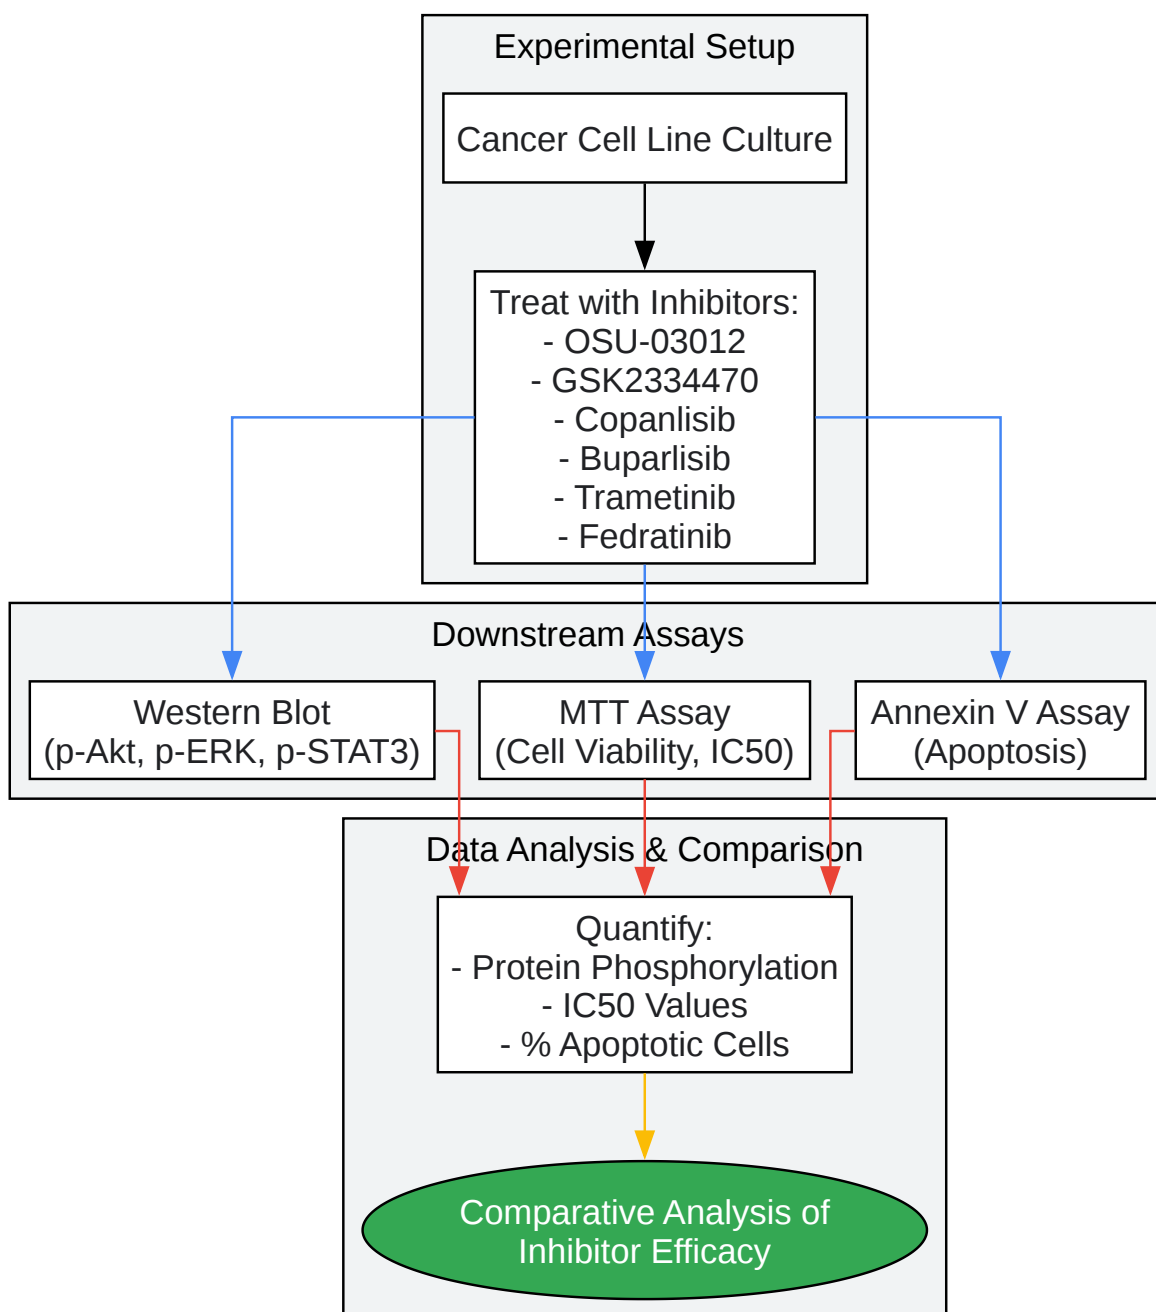 Experimental Setup
Cancer Cell Line Culture
Treat with Inhibitors:
- OSU-03012
- GSK2334470
- Copanlisib
- Buparlisib
- Trametinib
- Fedratinib
Downstream Assays
Western Blot
(p-Akt, p-ERK, p-STAT3)
MTT Assay
(Cell Viability, IC50)
Annexin V Assay
(Apoptosis)
Data Analysis & Comparison
Quantify:
- Protein Phosphorylation
- IC50 Values
- % Apoptotic Cells
Comparative Analysis of
Inhibitor Efficacy